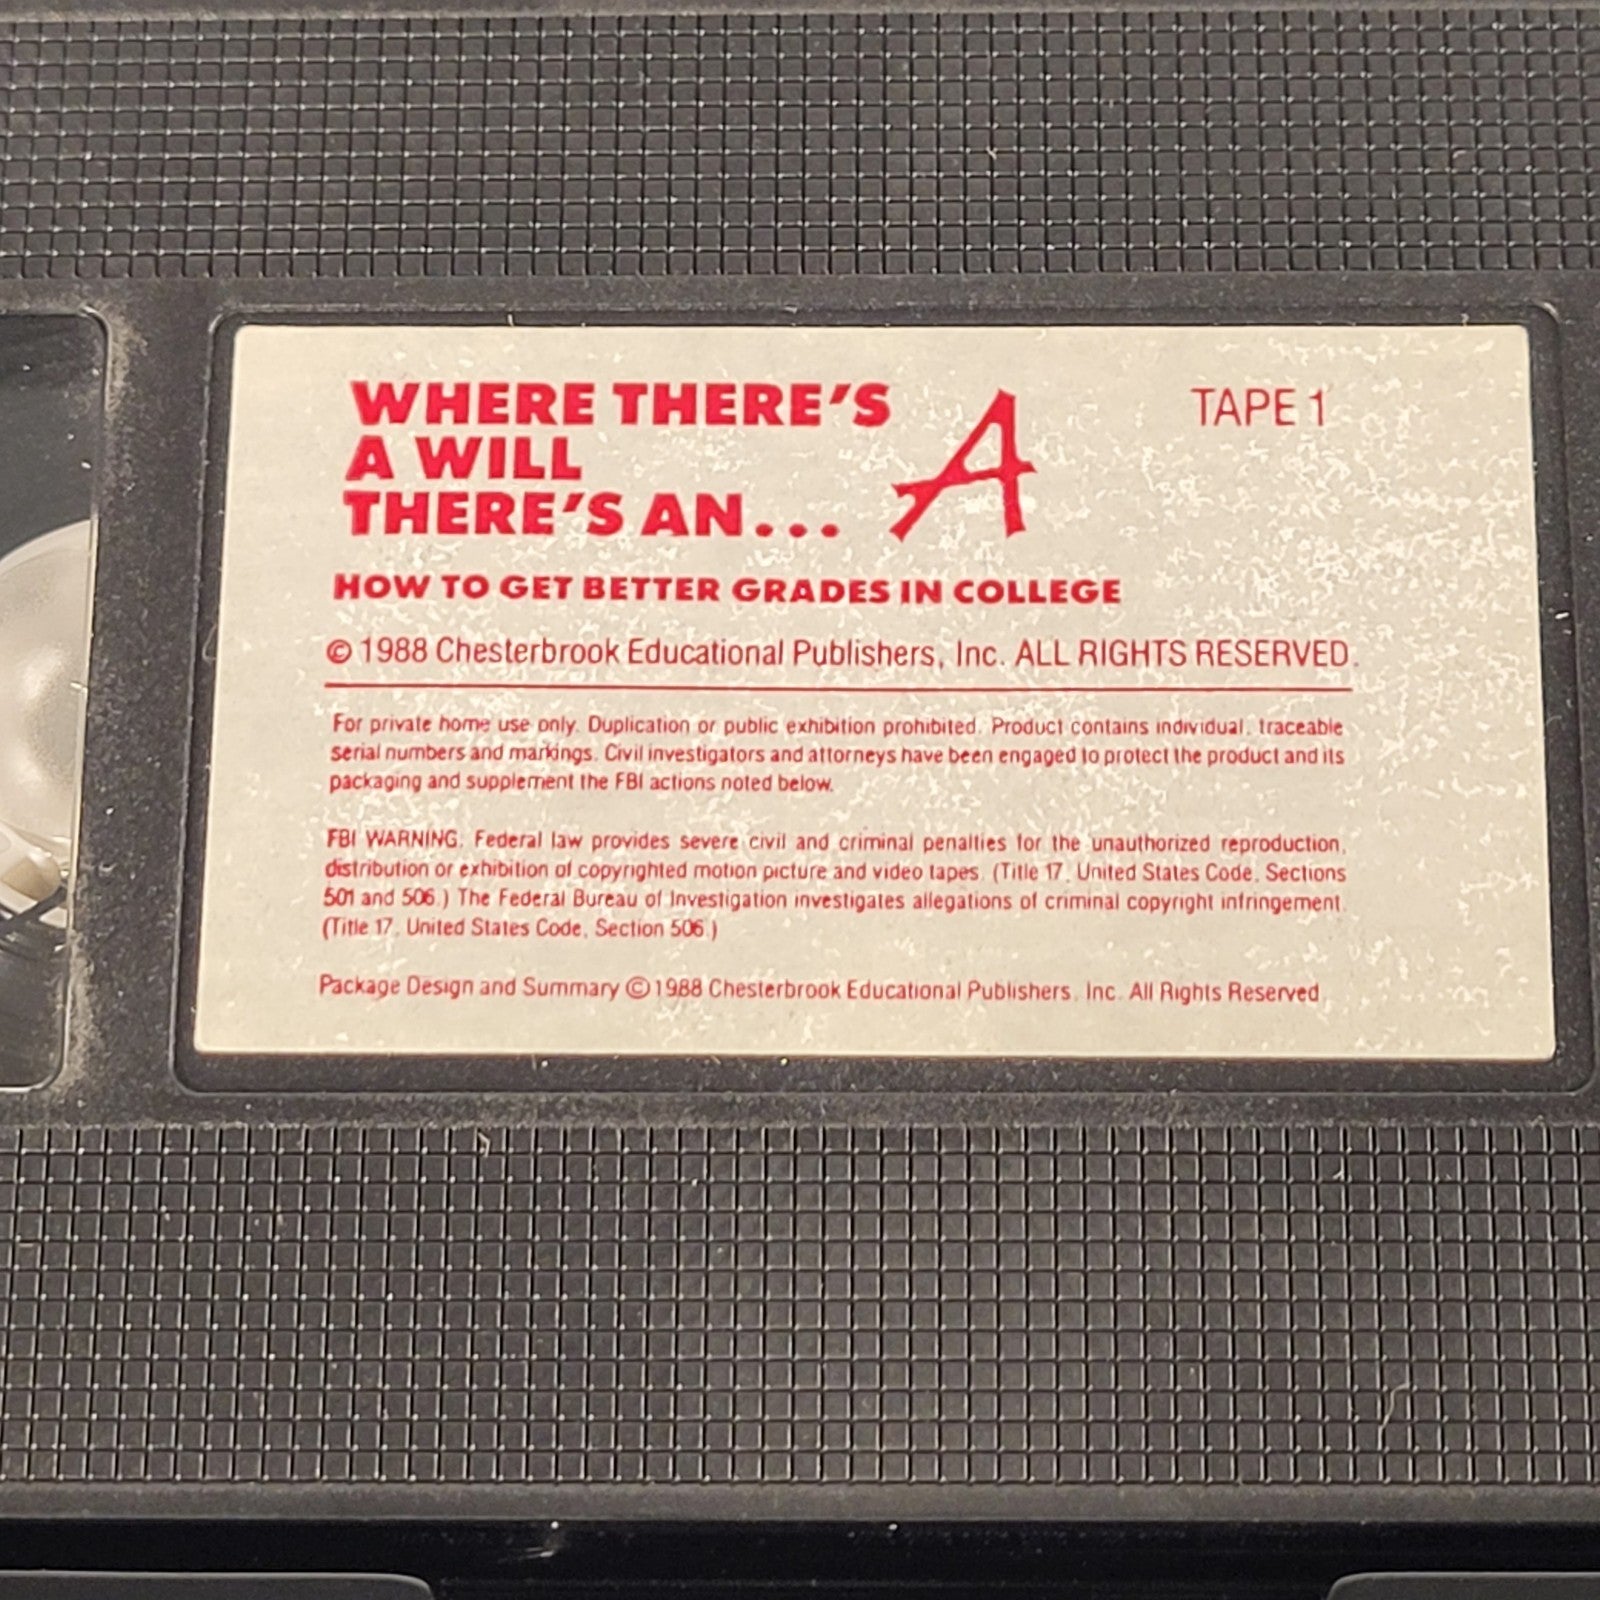 WHERE THERE'S
A WILL
THERE'S AN... A
TAPE 1
HOW TO GET BETTER GRADES IN COLLEGE
© 1988 Chesterbrook Educational Publishers, Inc. ALL RIGHTS RESERVED.
For private home use only. Duplication or public exhibition prohibited. Product contains individual, traceable
serial numbers and markings. Civil investigators and attorneys have been engaged to protect the product and its
packaging and supplement the FBI actions noted below.
FBI WARNING: Federal law provides severe civil and criminal penalties for the unauthorized reproduction,
distribution or exhibition of copyrighted motion picture and video tapes. (Title 17, United States Code, Sections
501 and 506.) The Federal Bureau of Investigation investigates allegations of criminal copyright infringement.
(Title 17, United States Code, Section 506.)
Package Design and Summary © 1988 Chesterbrook Educational Publishers, Inc. All Rights Reserved.